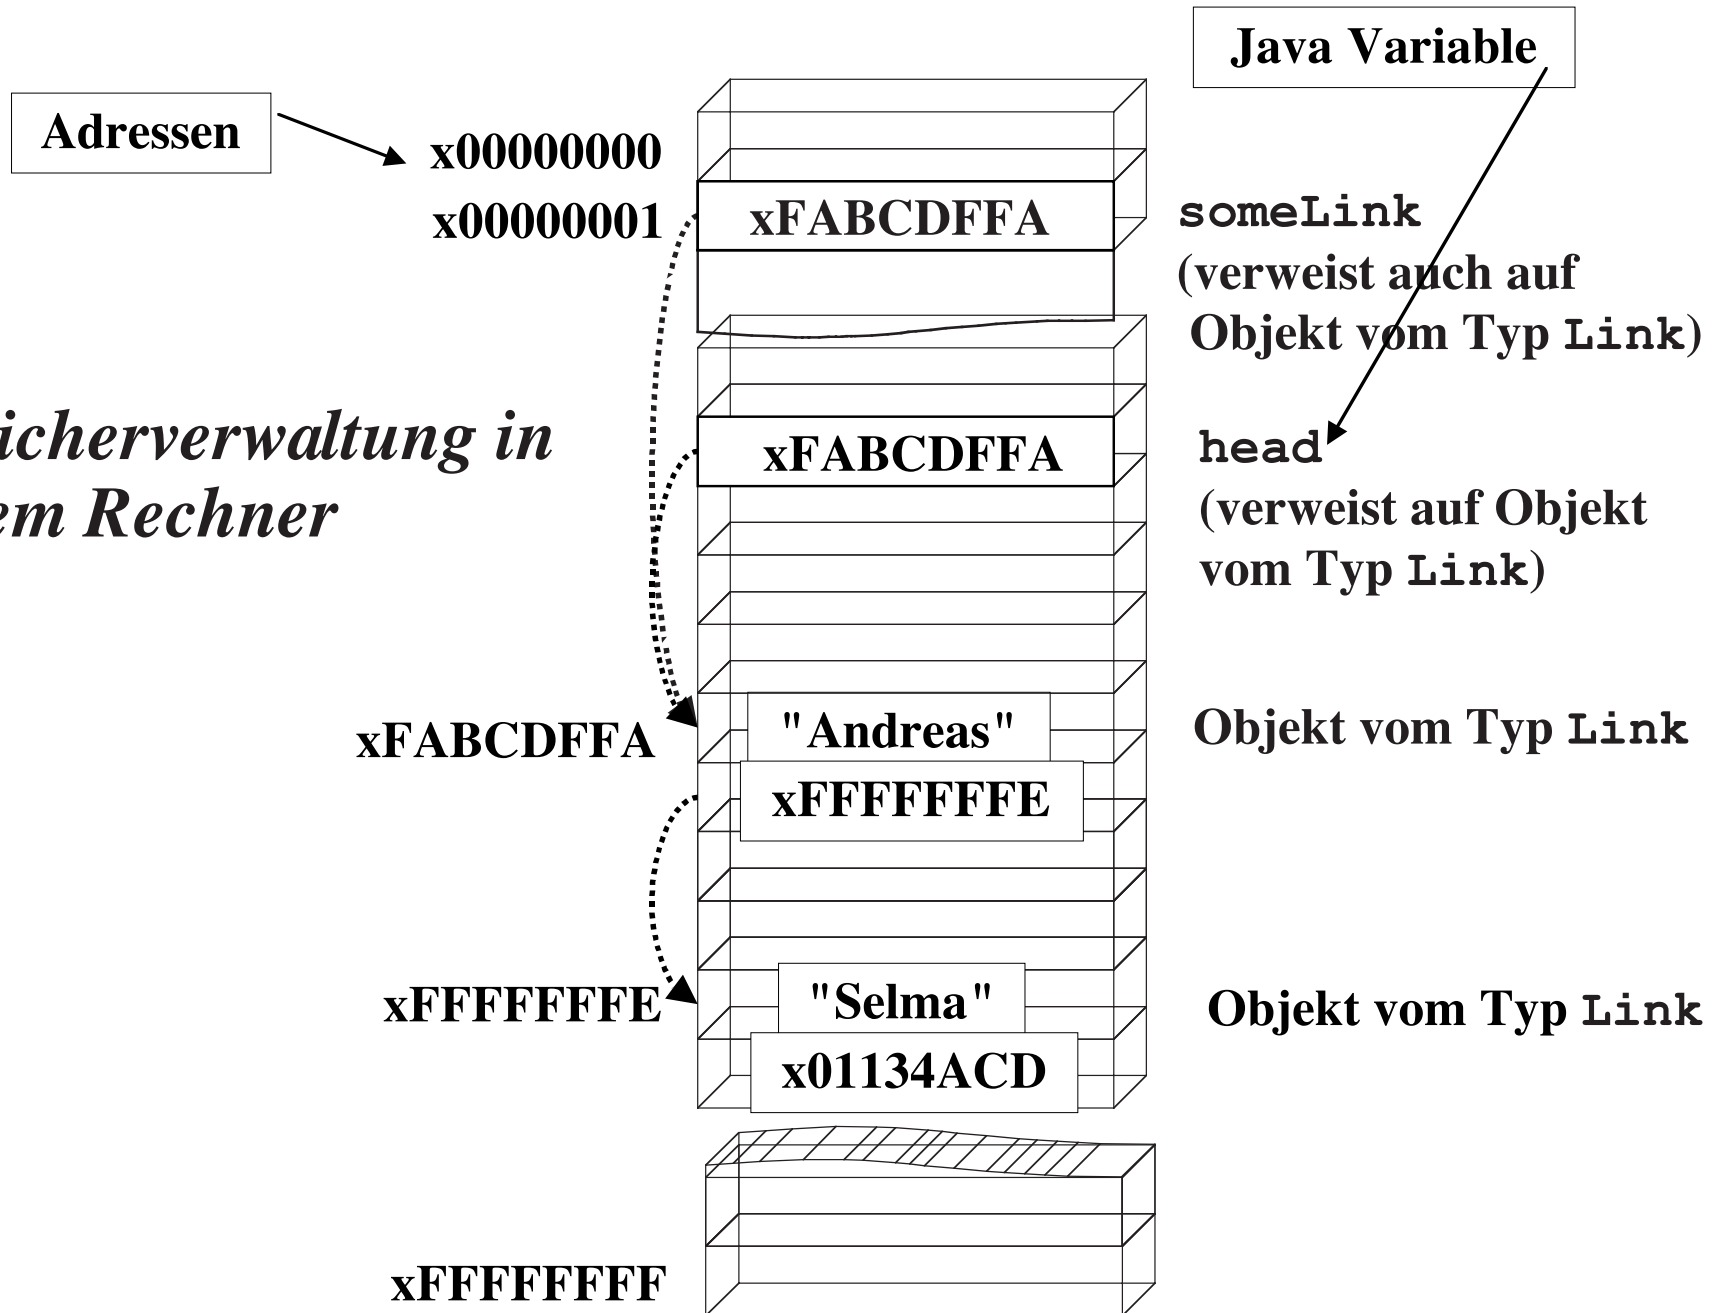 Java Variable
Adressen
x00000000
x00000001
xFABCDFFA
someLink
(verweist auch auf
Objekt vom Typ Link)
icherverwaltung in
em Rechner
xFABCDFFA
head
(verweist auf Objekt
vom Typ Link)
xFABCDFFA
"Andreas"
Objekt vom Typ Link
xFFFFFFFE
xFFFFFFFE
"Selma"
Objekt vom Typ Link
x01134ACD
xFFFFFFFF